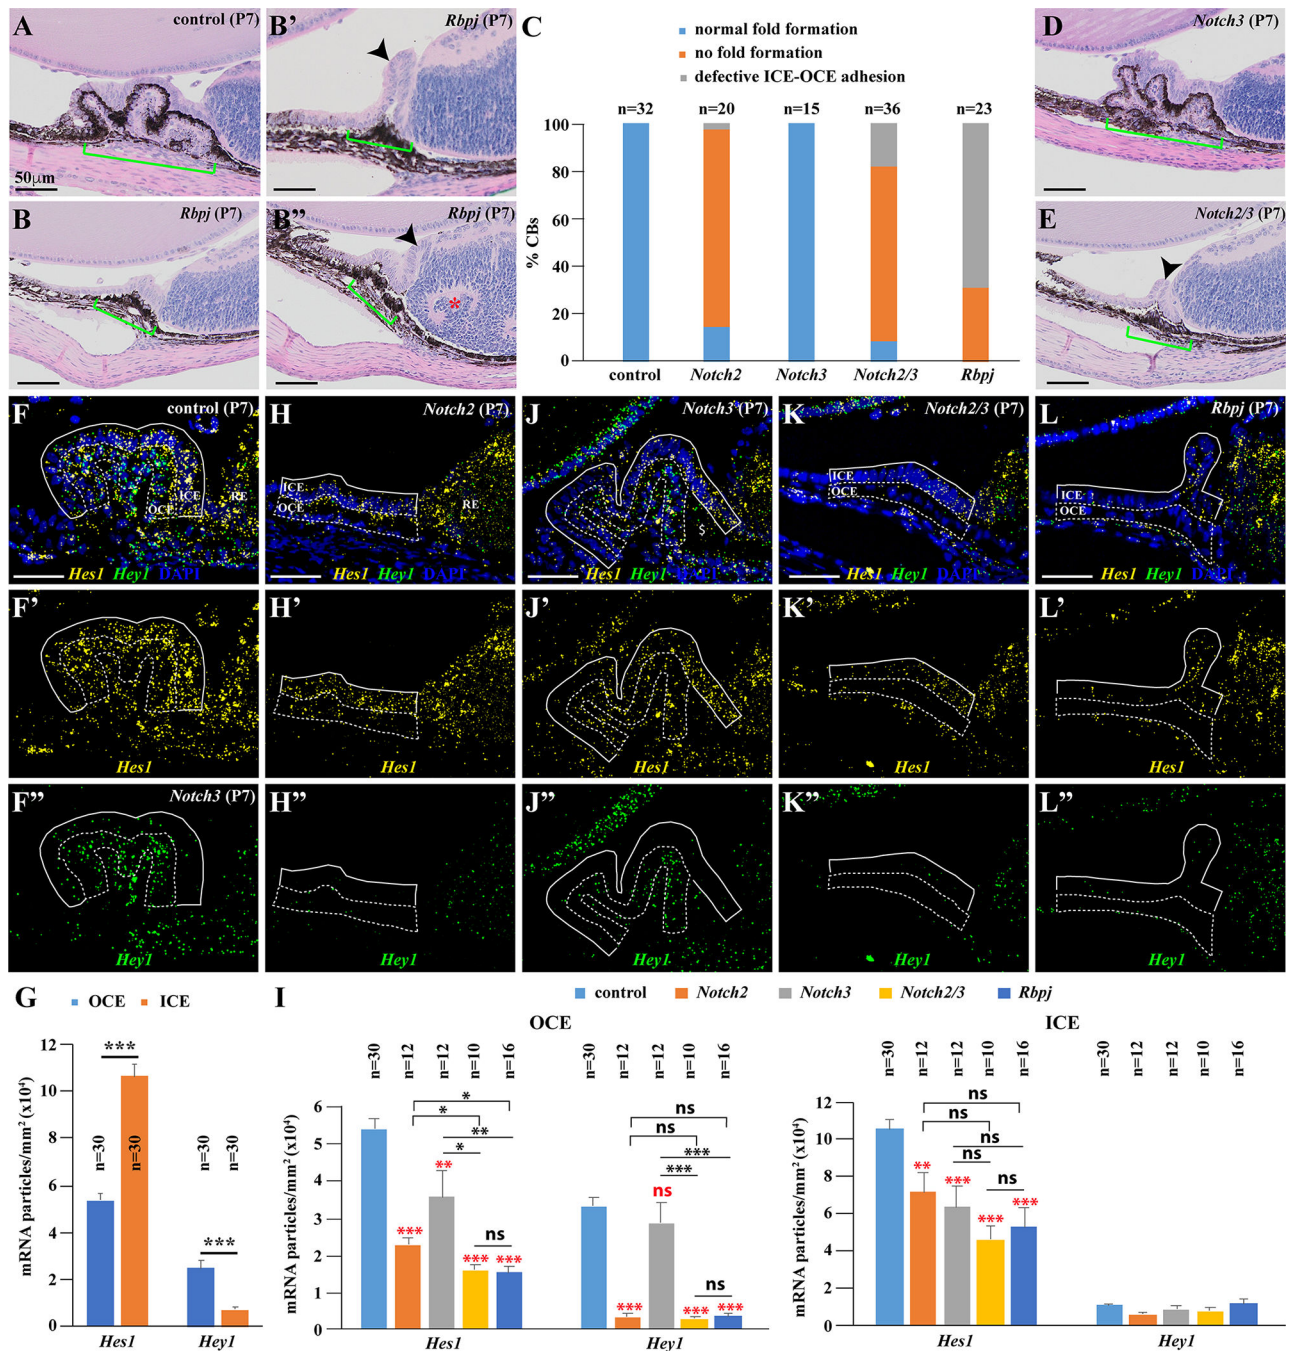 A control (P7)
50μm
B’ Rbpj (P7)
C
normal fold formation
no fold formation
defective ICE-OCE adhesion
n=32 n=20 n=15 n=36 n=23
100
80
60
40
20
0
% CBs
control Notch2 Notch3 Notch2/3 Rbpj
D Notch3 (P7)
B Rbpj (P7)
B” Rbpj (P7)
*
E Notch2/3 (P7)
F control (P7)
ICE
OCE
RE
Hes1 Hey1 DAPI
H Notch2 (P7)
ICE
OCE
RE
Hes1 Hey1 DAPI
J Notch3 (P7)
$
Hes1 Hey1 DAPI
K Notch2/3 (P7)
ICE
OCE
Hes1 Hey1 DAPI
L Rbpj (P7)
ICE
OCE
Hes1 Hey1 DAPI
F’ Hes1
H’ Hes1
J’ Hes1
K’ Hes1
L’ Hes1
F” Notch3 (P7)
Hey1
H” Hey1
J” Hey1
K” Hey1
L” Hey1
G OCE ICE
12
10
8
6
4
2
0
mRNA particles/mm² (x10⁴)
***
n=30 n=30
n=30 n=30
***
Hes1 Hey1
I control Notch2 Notch3 Notch2/3 Rbpj
OCE
n=30 n=12 n=12 n=10 n=16 n=30 n=12 n=12 n=10 n=16
6
5
4
3
2
1
0
mRNA particles/mm² (x10⁴)
*
*
**
*
**
ns
*** *** ***
ns
ns
***
***
ns
ns
*** *** ***
Hes1 Hey1
ICE
n=30 n=12 n=12 n=10 n=16 n=30 n=12 n=12 n=10 n=16
12
10
8
6
4
2
0
mRNA particles/mm² (x10⁴)
ns
ns
ns
ns
ns
** *** *** ***
Hes1 Hey1